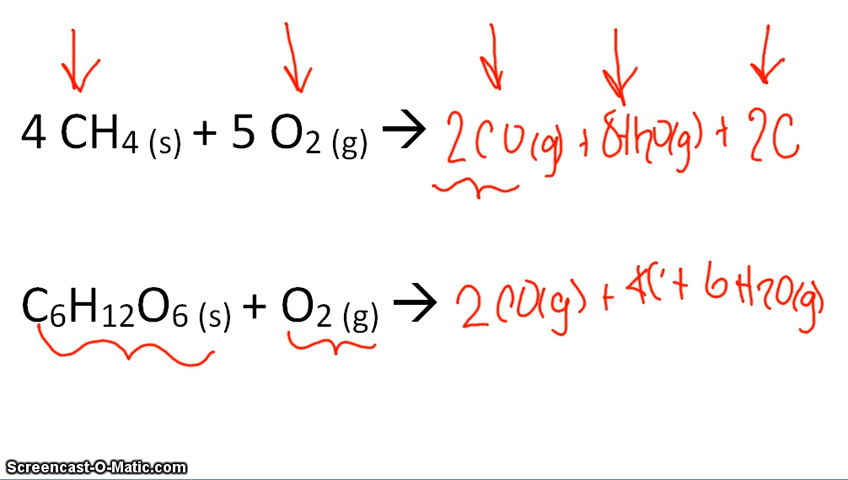 4 CH4 (s) + 5 O2 (g) → 2CO(g) + 8H2O(g) + 2C
C6H12O6 (s) + O2 (g) → 2CO(g) + 4C + 6H2O(g)
Screencast-O-Matic.com